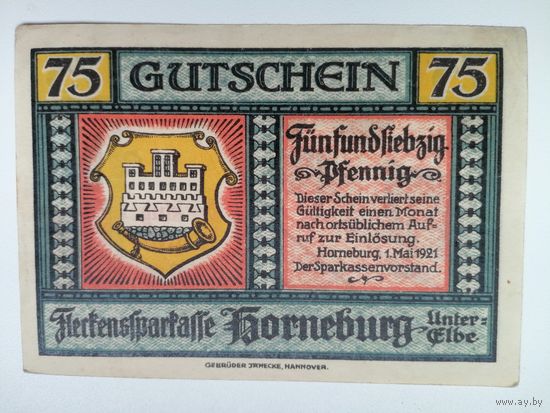 75 GUTSCHEIN 75
Fünfundsiebzig
Pfennig
Dieser Schein verliert seine
Gültigkeit einen Monat
nach ortsüblichem Auf-
ruf zur Einlösung.
Horneburg, 1. Mai 1921
Der Sparkassenvorstand.
Fleckenssparkasse Horneburg Unter-
Elbe
GEBRÜDER JÄNECKE, HANNOVER.
www.ay.by